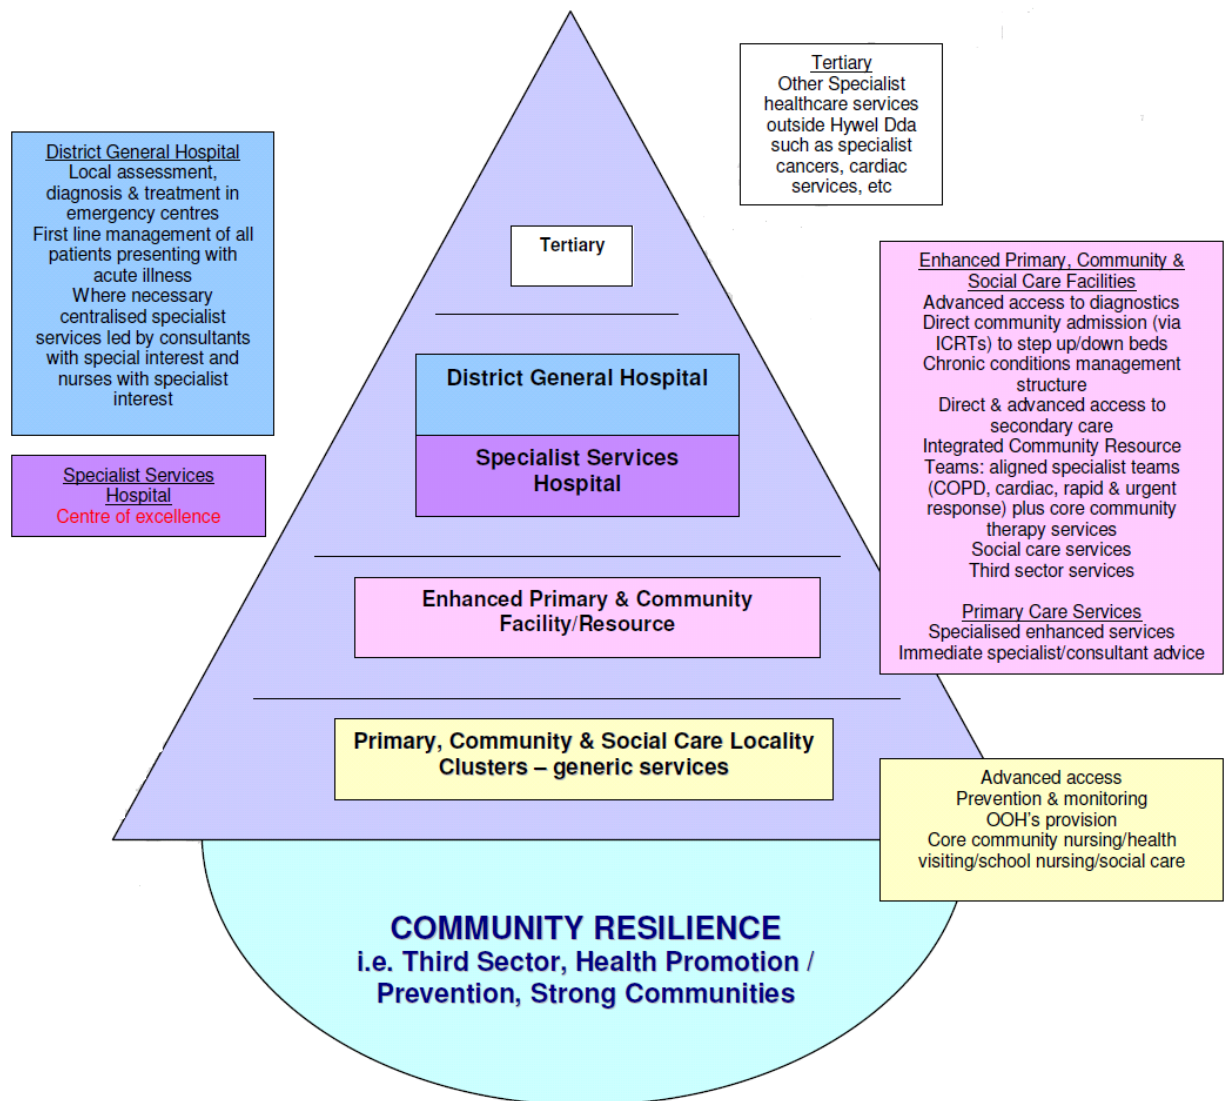 Tertiary
Other Specialist
healthcare services
outside Hywel Dda
such as specialist
cancers, cardiac
services, etc
District General Hospital
Local assessment,
diagnosis & treatment in
emergency centres
First line management of all
patients presenting with
acute illness
Where necessary
centralised specialist
services led by consultants
with special interest and
nurses with specialist
interest
Specialist Services
Hospital
Centre of excellence
Tertiary
District General Hospital
Specialist Services
Hospital
Enhanced Primary & Community
Facility/Resource
Primary, Community & Social Care Locality
Clusters – generic services
Enhanced Primary, Community &
Social Care Facilities
Advanced access to diagnostics
Direct community admission (via
ICRTs) to step up/down beds
Chronic conditions management
structure
Direct & advanced access to
secondary care
Integrated Community Resource
Teams: aligned specialist teams
(COPD, cardiac, rapid & urgent
response) plus core community
therapy services
Social care services
Third sector services
Primary Care Services
Specialised enhanced services
Immediate specialist/consultant advice
Advanced access
Prevention & monitoring
OOH's provision
Core community nursing/health
visiting/school nursing/social care
COMMUNITY RESILIENCE
i.e. Third Sector, Health Promotion /
Prevention, Strong Communities